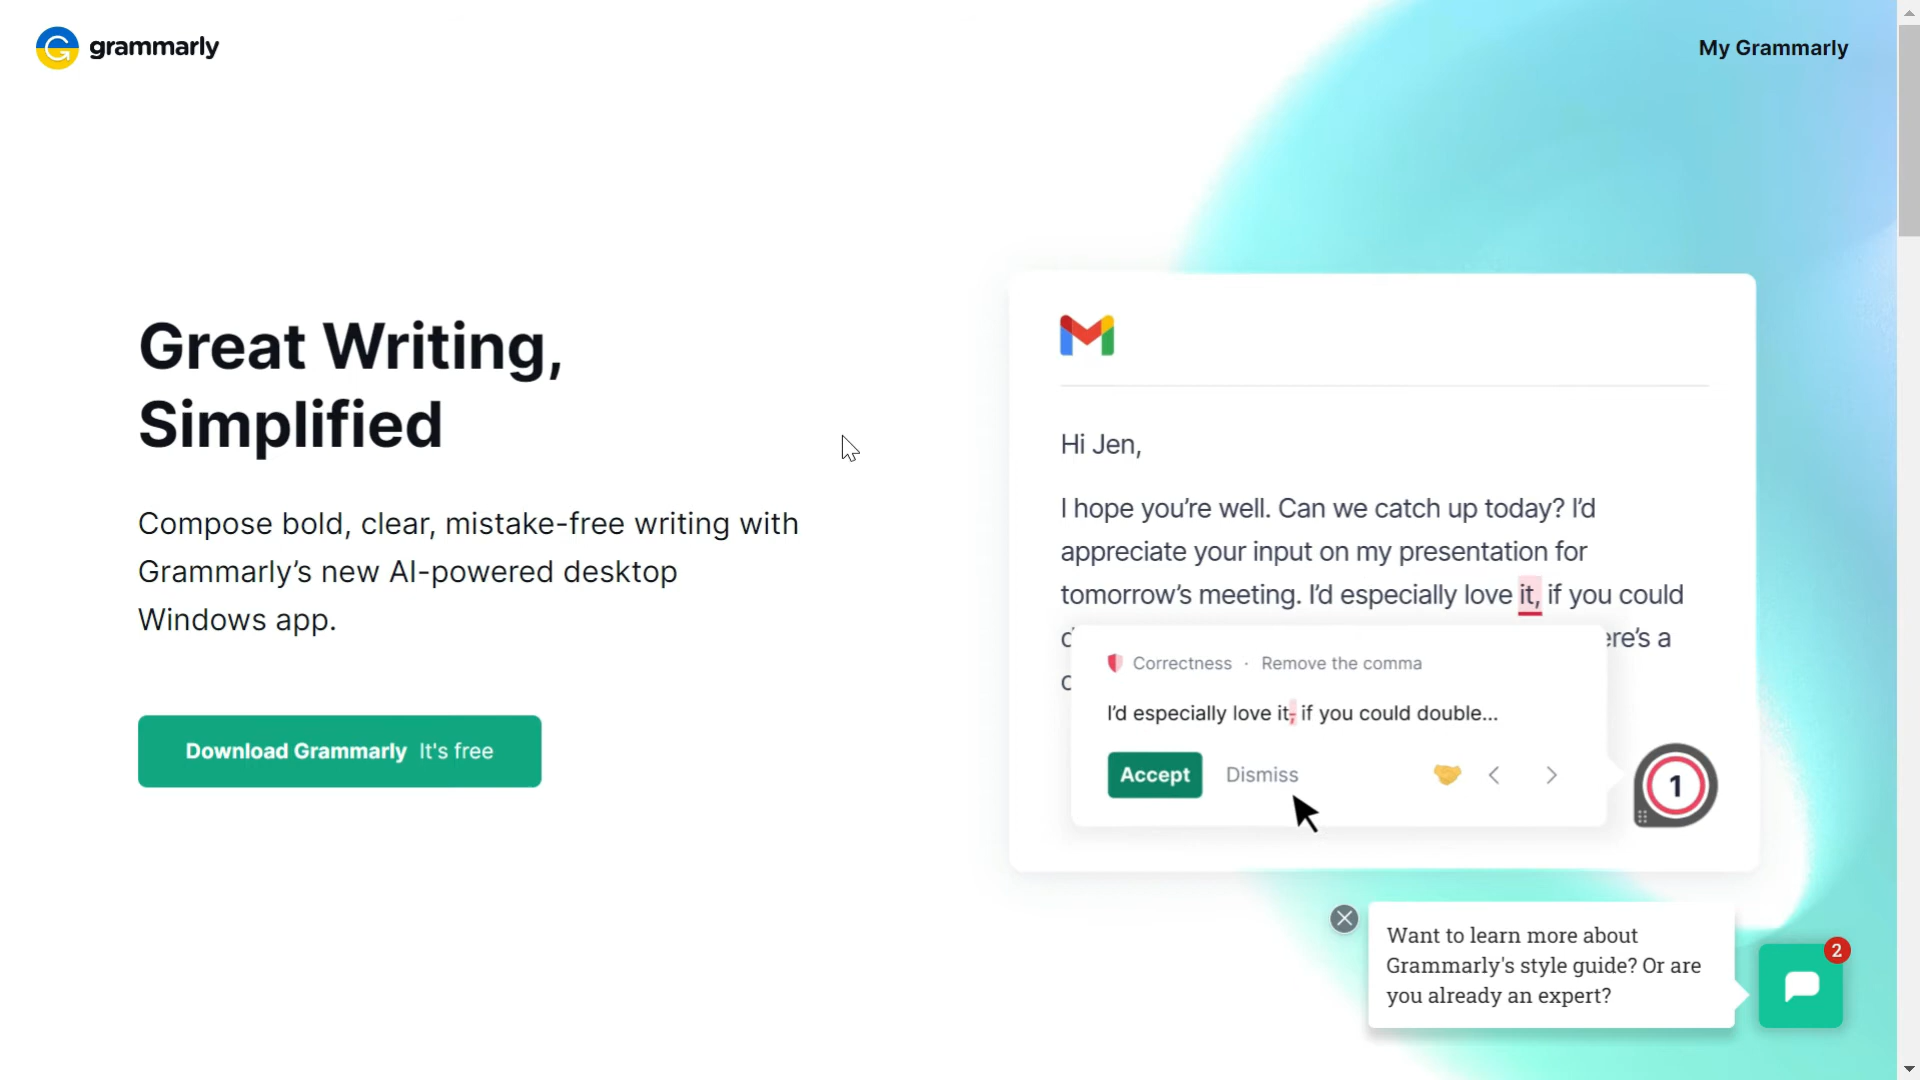 grammarly
My Grammarly
Great Writing,
Simplified
Compose bold, clear, mistake-free writing with
Grammarly's new AI-powered desktop
Windows app.
Download Grammarly It's free
Hi Jen,
I hope you're well. Can we catch up today? I'd
appreciate your input on my presentation for
tomorrow's meeting. I'd especially love it, if you could
ere's a
Correctness · Remove the comma
I'd especially love it, if you could double...
Accept Dismiss
1
Want to learn more about
Grammarly's style guide? Or are
you already an expert?
2